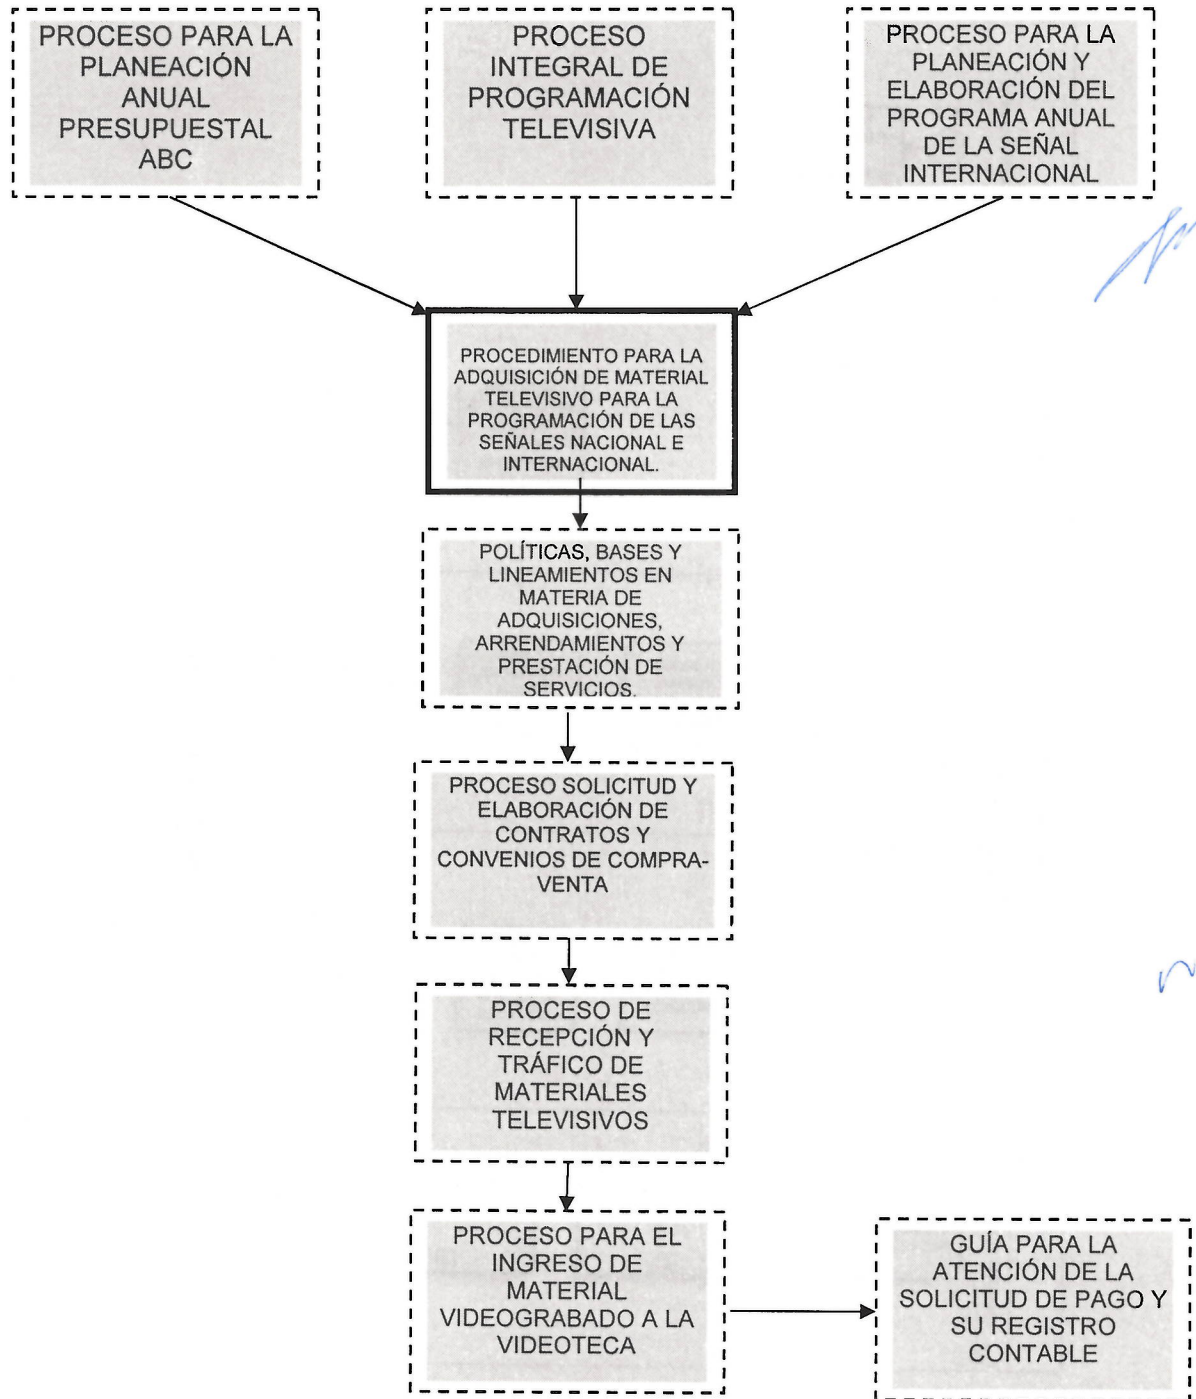 PROCESO PARA LA
PLANEACIÓN
ANUAL
PRESUPUESTAL
ABC
PROCESO
INTEGRAL DE
PROGRAMACIÓN
TELEVISIVA
PROCESO PARA LA
PLANEACIÓN Y
ELABORACIÓN DEL
PROGRAMA ANUAL
DE LA SEÑAL
INTERNACIONAL
PROCEDIMIENTO PARA LA
ADQUISICIÓN DE MATERIAL
TELEVISIVO PARA LA
PROGRAMACIÓN DE LAS
SEÑALES NACIONAL E
INTERNACIONAL.
POLÍTICAS, BASES Y
LINEAMIENTOS EN
MATERIA DE
ADQUISICIONES,
ARRENDAMIENTOS Y
PRESTACIÓN DE
SERVICIOS.
PROCESO SOLICITUD Y
ELABORACIÓN DE
CONTRATOS Y
CONVENIOS DE COMPRA-
VENTA
PROCESO DE
RECEPCIÓN Y
TRÁFICO DE
MATERIALES
TELEVISIVOS
PROCESO PARA EL
INGRESO DE
MATERIAL
VIDEOGRABADO A LA
VIDEOTECA
GUÍA PARA LA
ATENCIÓN DE LA
SOLICITUD DE PAGO Y
SU REGISTRO
CONTABLE